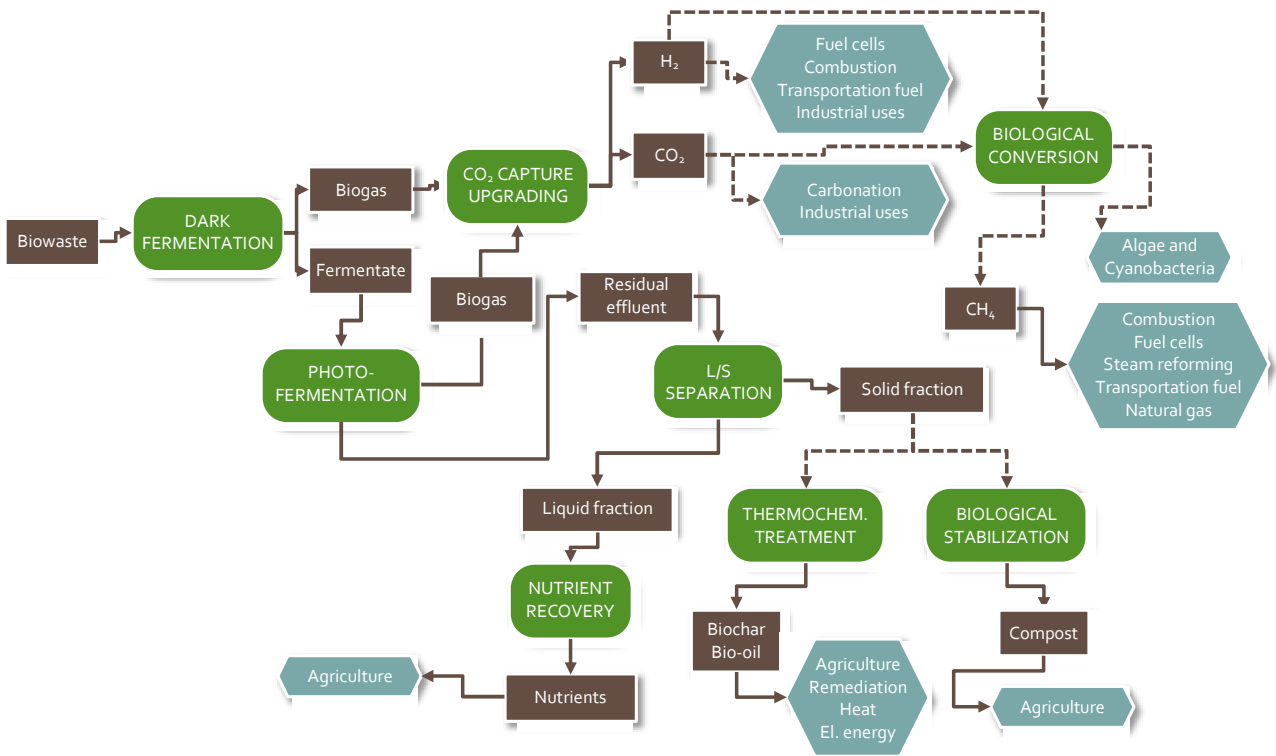 H₂
Fuel cells
Combustion
Transportation fuel
Industrial uses
BIOLOGICAL
CONVERSION
CO₂
Biogas
CO₂ CAPTURE
UPGRADING
Carbonation
Industrial uses
DARK
FERMENTATION
Biowaste
Fermentate
Algae and
Cyanobacteria
Biogas
Residual
effluent
CH₄
Combustion
Fuel cells
Steam reforming
Transportation fuel
Natural gas
PHOTO-
FERMENTATION
L/S
SEPARATION
Solid fraction
Liquid fraction
THERMOCHEM.
TREATMENT
BIOLOGICAL
STABILIZATION
NUTRIENT
RECOVERY
Biochar
Bio-oil
Compost
Agriculture
Nutrients
Agriculture
Remediation
Heat
El. energy
Agriculture